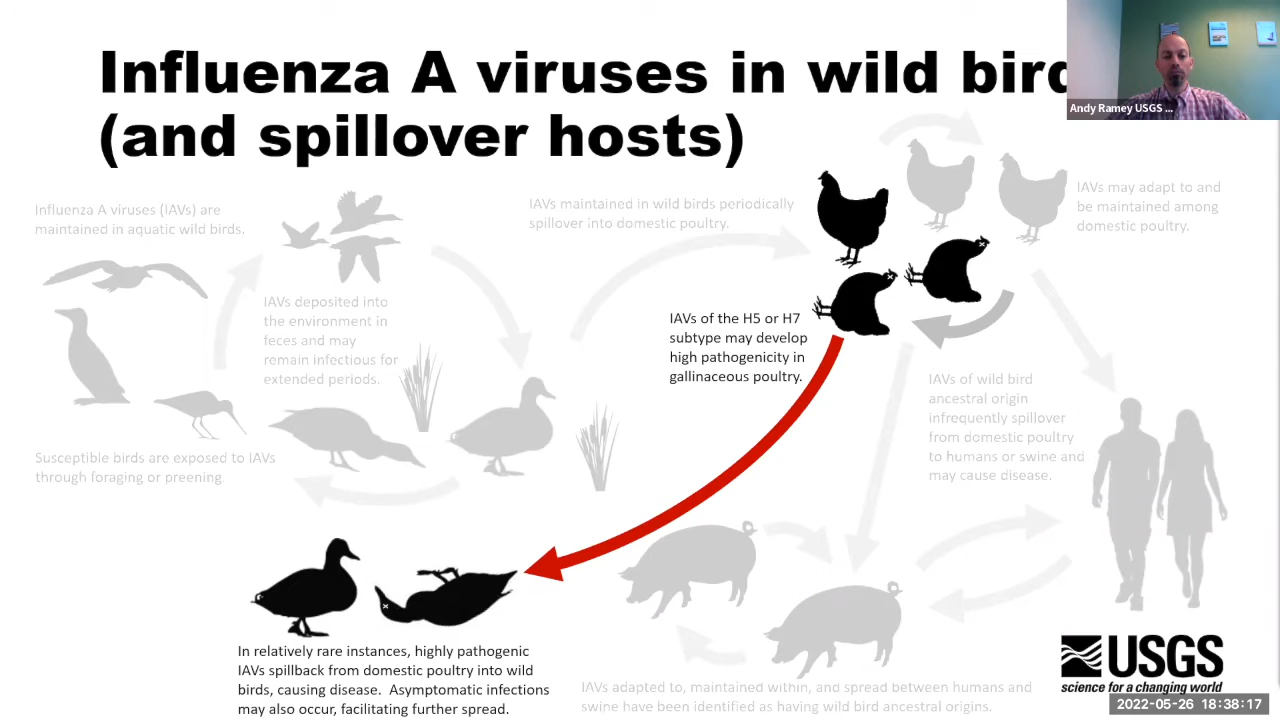 Influenza A viruses in wild bird
(and spillover hosts)
Andy Ramey USGS ...
Influenza A viruses (IAVs) are
maintained in aquatic wild birds.
IAVs maintained in wild birds periodically
spillover into domestic poultry.
IAVs may adapt to and
be maintained among
domestic poultry.
IAVs deposited into
the environment in
feces and may
remain infectious for
extended periods.
IAVs of the H5 or H7
subtype may develop
high pathogenicity in
gallinaceous poultry.
IAVs of wild bird
ancestral origin
infrequently spillover
from domestic poultry
to humans or swine and
may cause disease.
Susceptible birds are exposed to IAVs
through foraging or preening.
In relatively rare instances, highly pathogenic
IAVs spillback from domestic poultry into wild
birds, causing disease. Asymptomatic infections
may also occur, facilitating further spread.
IAVs adapted to, maintained within, and spread between humans and
swine have been identified as having wild bird ancestral origins.
USGS
science for a changing world
2022-05-26 18:38:17